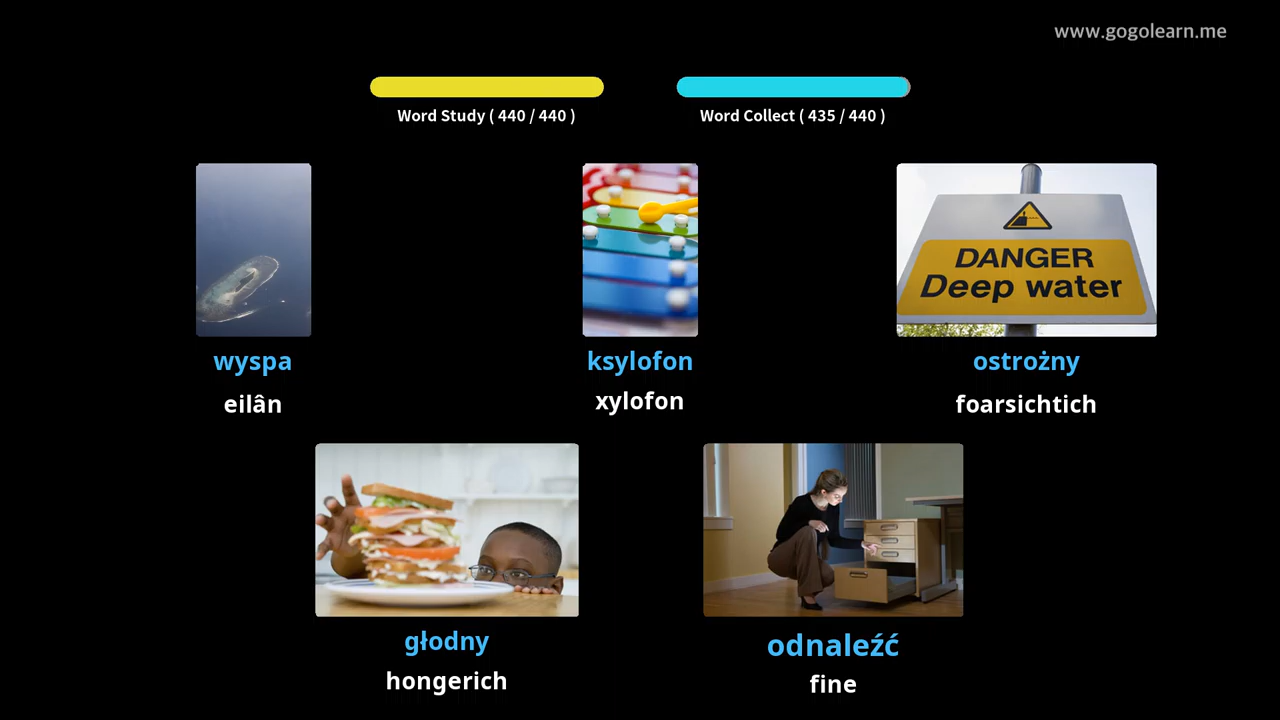 www.gogolearn.me
Word Study ( 440 / 440 )
Word Collect ( 435 / 440 )
DANGER
Deep water
wyspa
eilân
ksylofon
xylofon
ostrożny
foarsichtich
głodny
hongerich
odnaleźć
fine